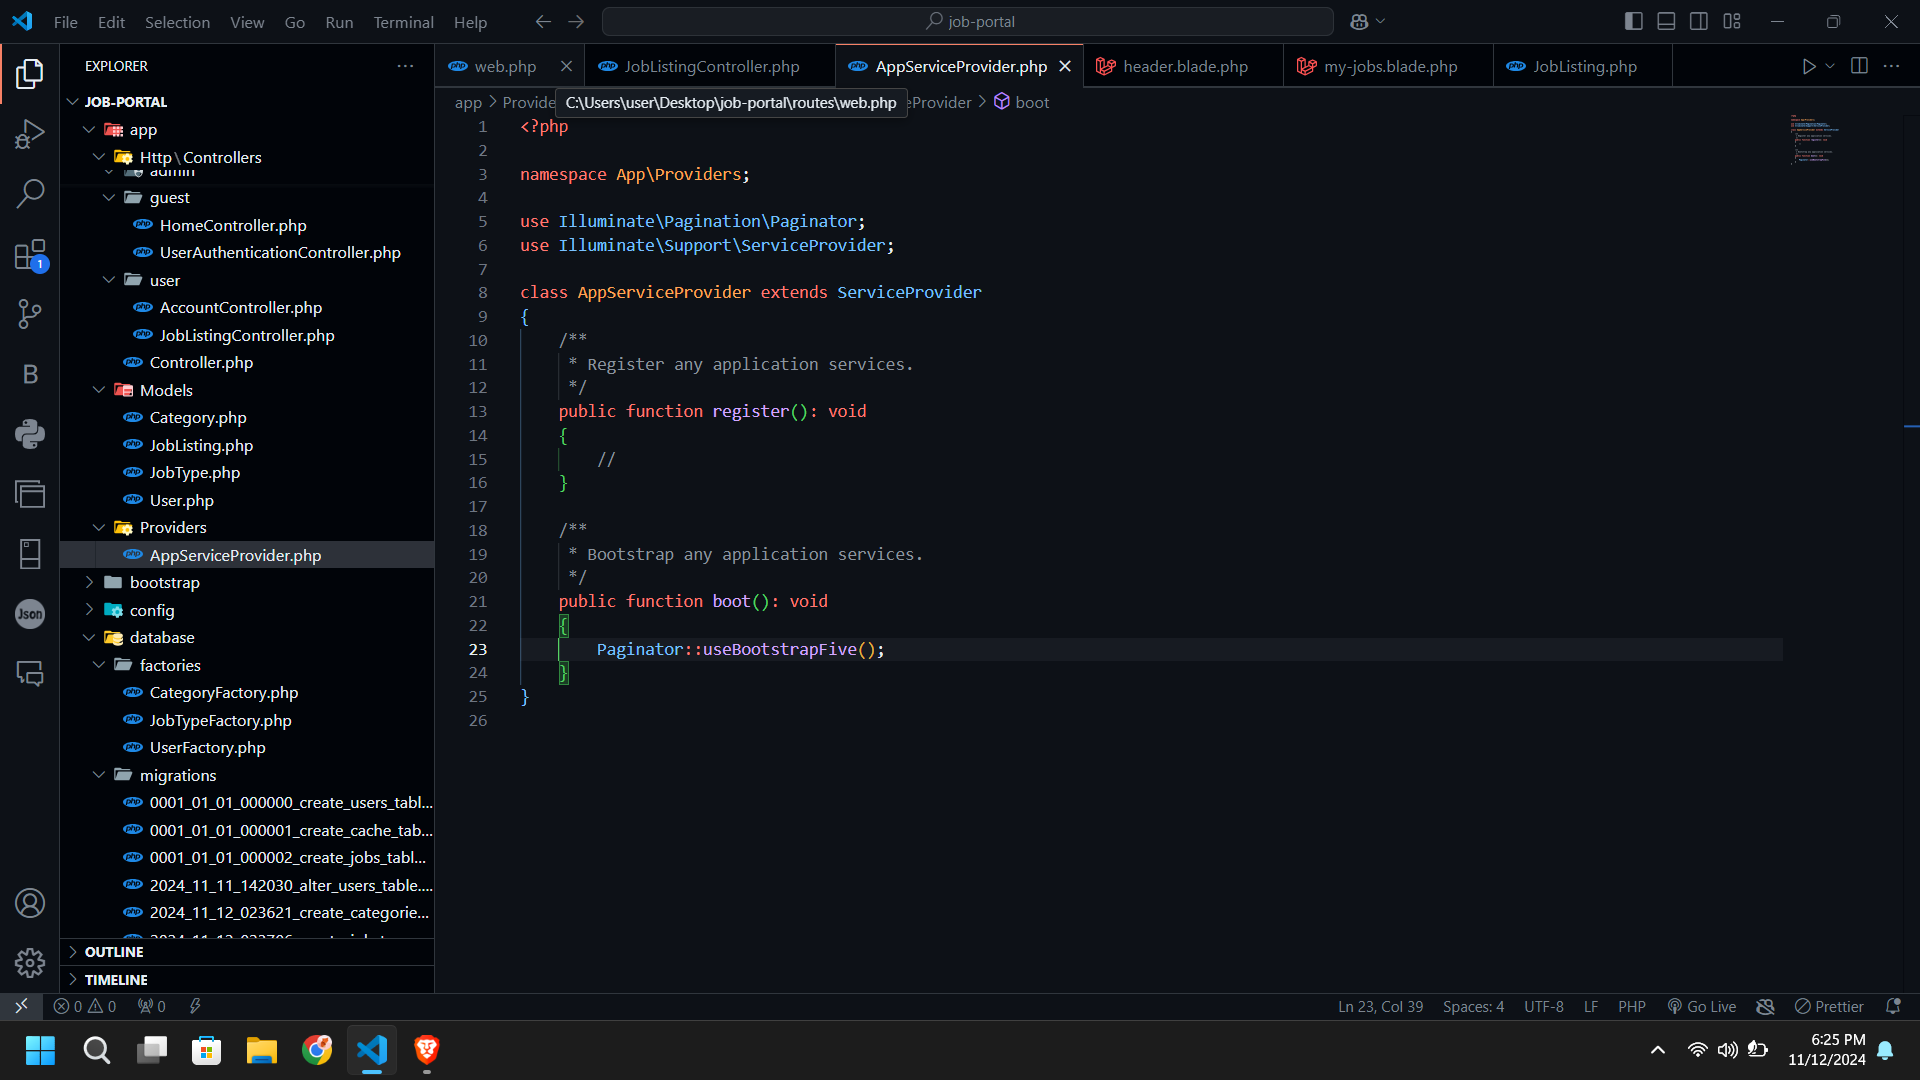 File Edit Selection View Go Run Terminal Help
job-portal
EXPLORER
JOB-PORTAL
app
Http\Controllers
admin
guest
HomeController.php
UserAuthenticationController.php
user
AccountController.php
JobListingController.php
Controller.php
Models
Category.php
JobListing.php
JobType.php
User.php
Providers
AppServiceProvider.php
bootstrap
config
database
factories
CategoryFactory.php
JobTypeFactory.php
UserFactory.php
migrations
0001_01_01_000000_create_users_tabl...
0001_01_01_000001_create_cache_tab...
0001_01_01_000002_create_jobs_tabl...
2024_11_11_142030_alter_users_table....
2024_11_12_023621_create_categorie...
OUTLINE
TIMELINE
1
B
Json
web.php JobListingController.php AppServiceProvider.php header.blade.php my-jobs.blade.php JobListing.php
app > Provide C:\Users\user\Desktop\job-portal\routes\web.php eProvider > boot
1 <?php
2
3 namespace App\Providers;
4
5 use Illuminate\Pagination\Paginator;
6 use Illuminate\Support\ServiceProvider;
7
8 class AppServiceProvider extends ServiceProvider
9 {
10 /**
11 * Register any application services.
12 */
13 public function register(): void
14 {
15 //
16 }
17
18 /**
19 * Bootstrap any application services.
20 */
21 public function boot(): void
22 {
23 Paginator::useBootstrapFive();
24 }
25 }
26
0 0 0
Ln 23, Col 39 Spaces: 4 UTF-8 LF PHP Go Live Prettier
6:25 PM
11/12/2024